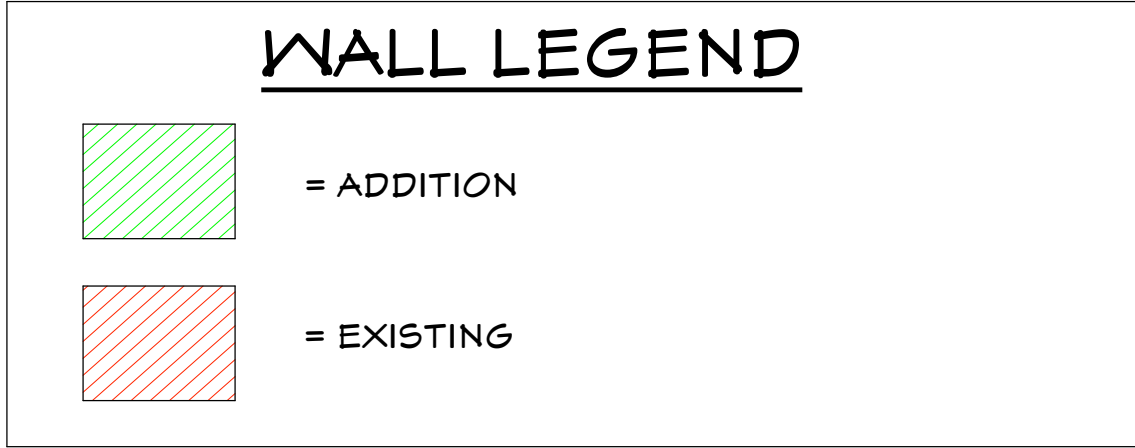 WALL LEGEND
= ADDITION
= EXISTING